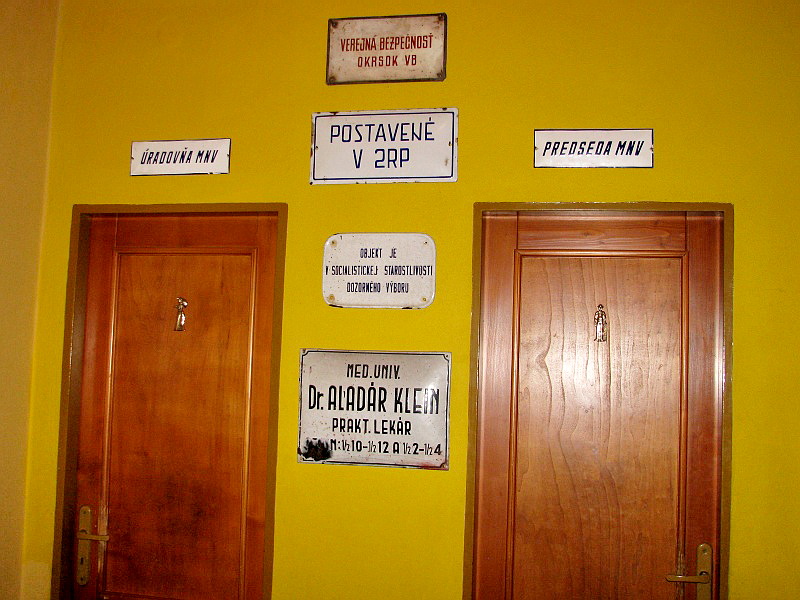 VEREJNÁ BEZPEČNOSŤ
OKRSOK VB
POSTAVENÉ
V 2RP
ÚRADOVŇA MNV
PREDSEDA MNV
OBJEKT JE
V SOCIALISTICKEJ STAROSTLIVOSTI
DOZORNÉHO VÝBORU
MED. UNIV.
Dr. ALADÁR KLEIN
PRAKT. LEKÁR
½10-½12 A ½2-½4